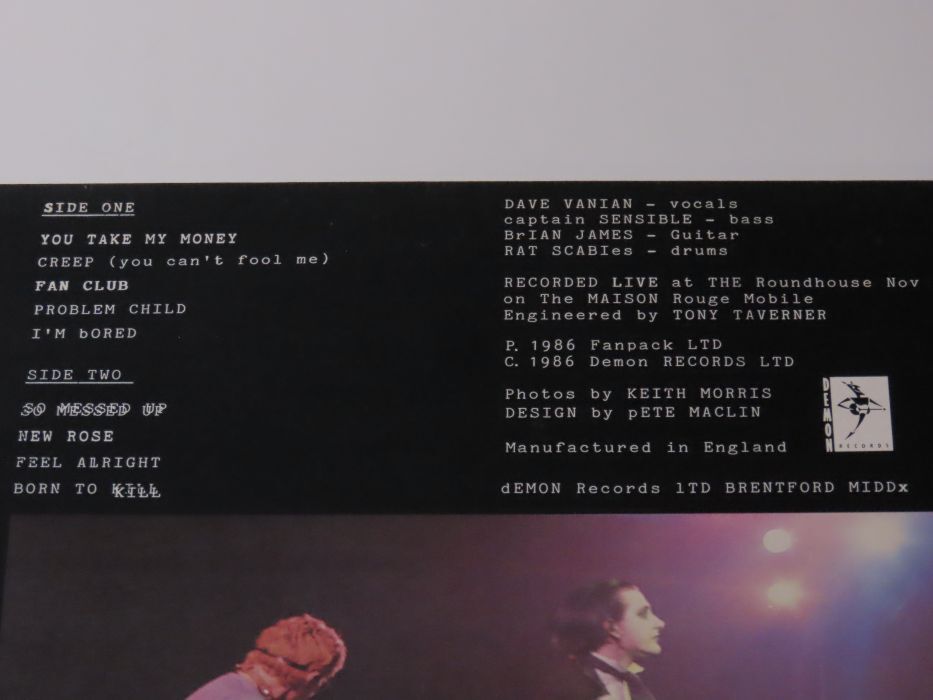 SIDE ONE
YOU TAKE MY MONEY
CREEP (you can't fool me)
FAN CLUB
PROBLEM CHILD
I'M bORED
SIDE TWO
SO MESSED UP
NEW ROSE
FEEL ALRIGHT
BORN TO KILL
DAVE VANIAN – vocals
captain SENSIBLE – bass
BrIAN JAMES – Guitar
RAT SCABIes – drums
RECORDED LIVE at THE Roundhouse Nov
on The MAISON Rouge Mobile
Engineered by TONY TAVERNER
P. 1986 Fanpack LTD
C. 1986 Demon RECORDS LTD
Photos by KEITH MORRIS
DESIGN by pETE MACLIN
Manufactured in England
dEMON Records lTD BRENTFORD MIDDx
DEMON
RECORDS